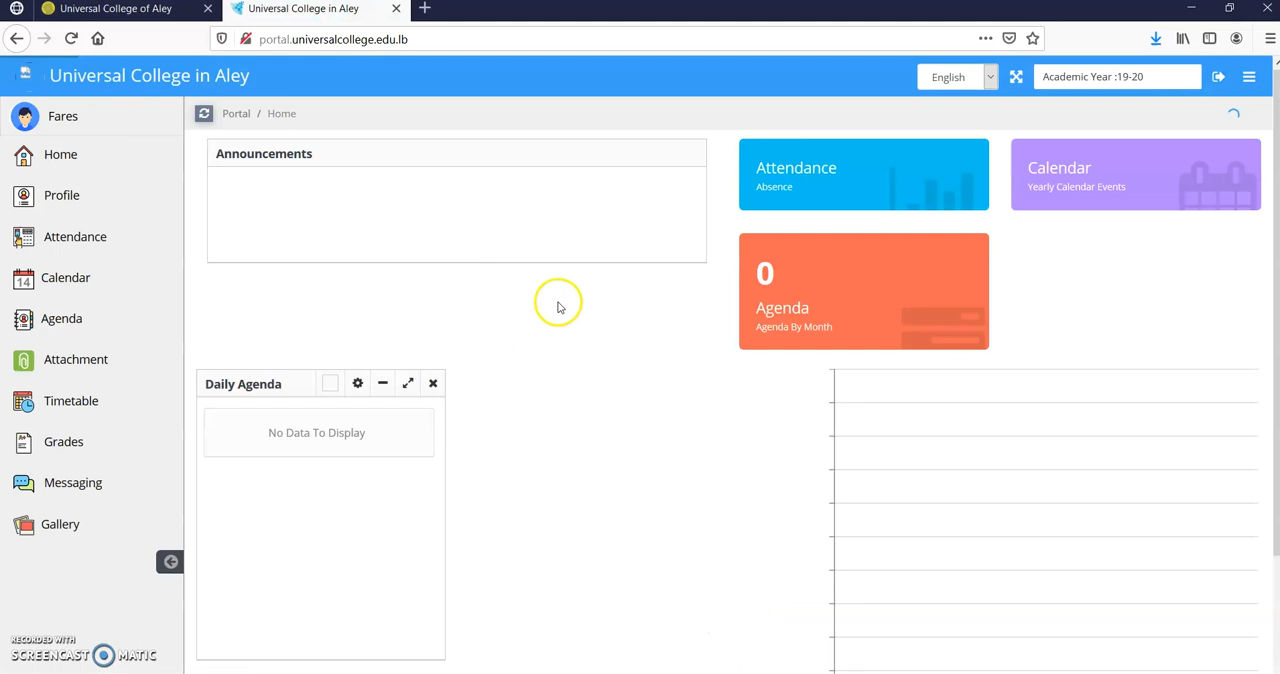 Universal College of Aley
Universal College in Aley
portal.universalcollege.edu.lb
Universal College in Aley
English
Academic Year :19-20
Fares
Portal / Home
Home
Profile
Attendance
Calendar
14
Agenda
Attachment
Timetable
Grades
A+
Messaging
Gallery
Announcements
Attendance
Absence
Calendar
Yearly Calendar Events
0
Agenda
Agenda By Month
Daily Agenda
No Data To Display
RECORDED WITH
SCREENCAST MATIC